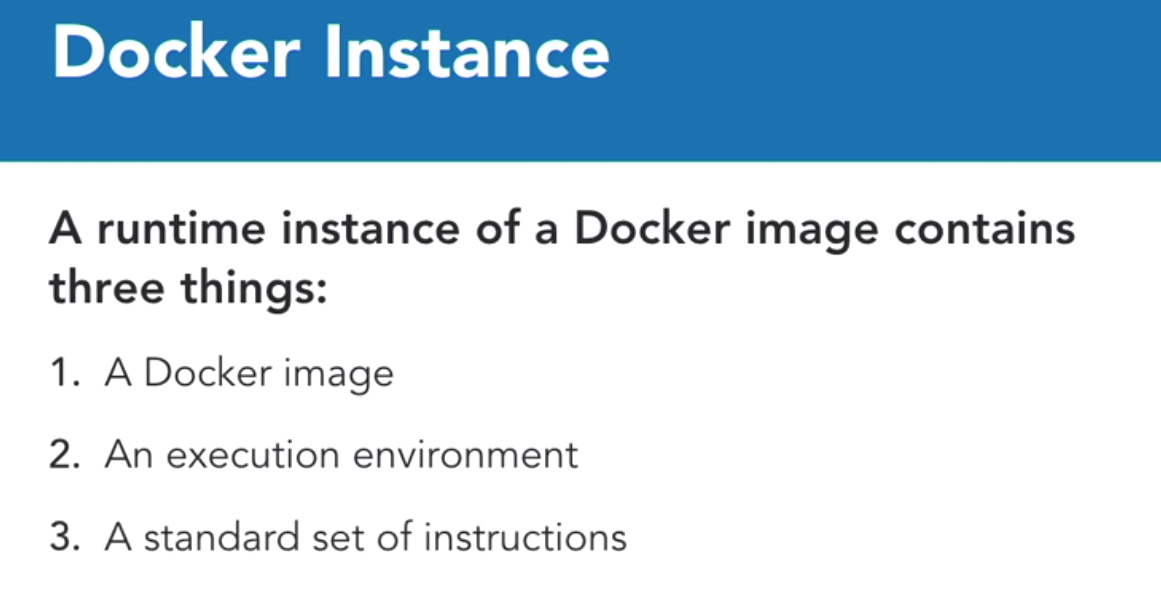 Docker Instance
A runtime instance of a Docker image contains
three things:
1. A Docker image
2. An execution environment
3. A standard set of instructions